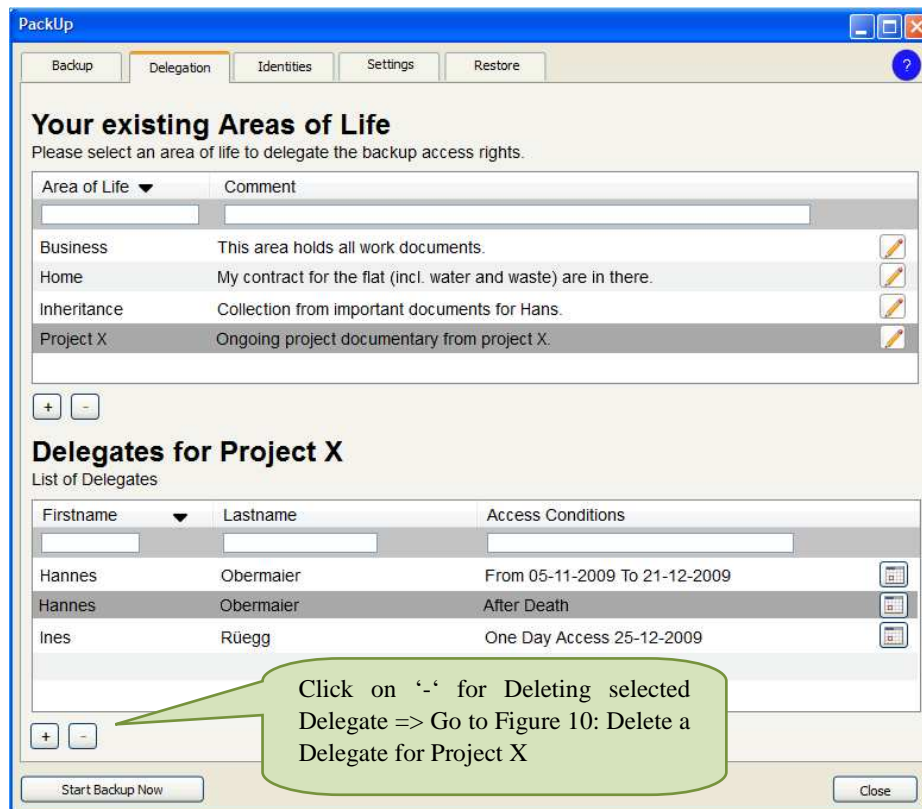 PackUp
Backup Delegation Identities Settings Restore ?
Your existing Areas of Life
Please select an area of life to delegate the backup access rights.
Area of Life Comment
Business This area holds all work documents.
Home My contract for the flat (incl. water and waste) are in there.
Inheritance Collection from important documents for Hans.
Project X Ongoing project documentary from project X.
+ -
Delegates for Project X
List of Delegates
Firstname Lastname Access Conditions
Hannes Obermaier From 05-11-2009 To 21-12-2009
Hannes Obermaier After Death
Ines Rüegg One Day Access 25-12-2009
Click on ‘-‘ for Deleting selected
Delegate => Go to Figure 10: Delete a
Delegate for Project X
+ -
Start Backup Now Close